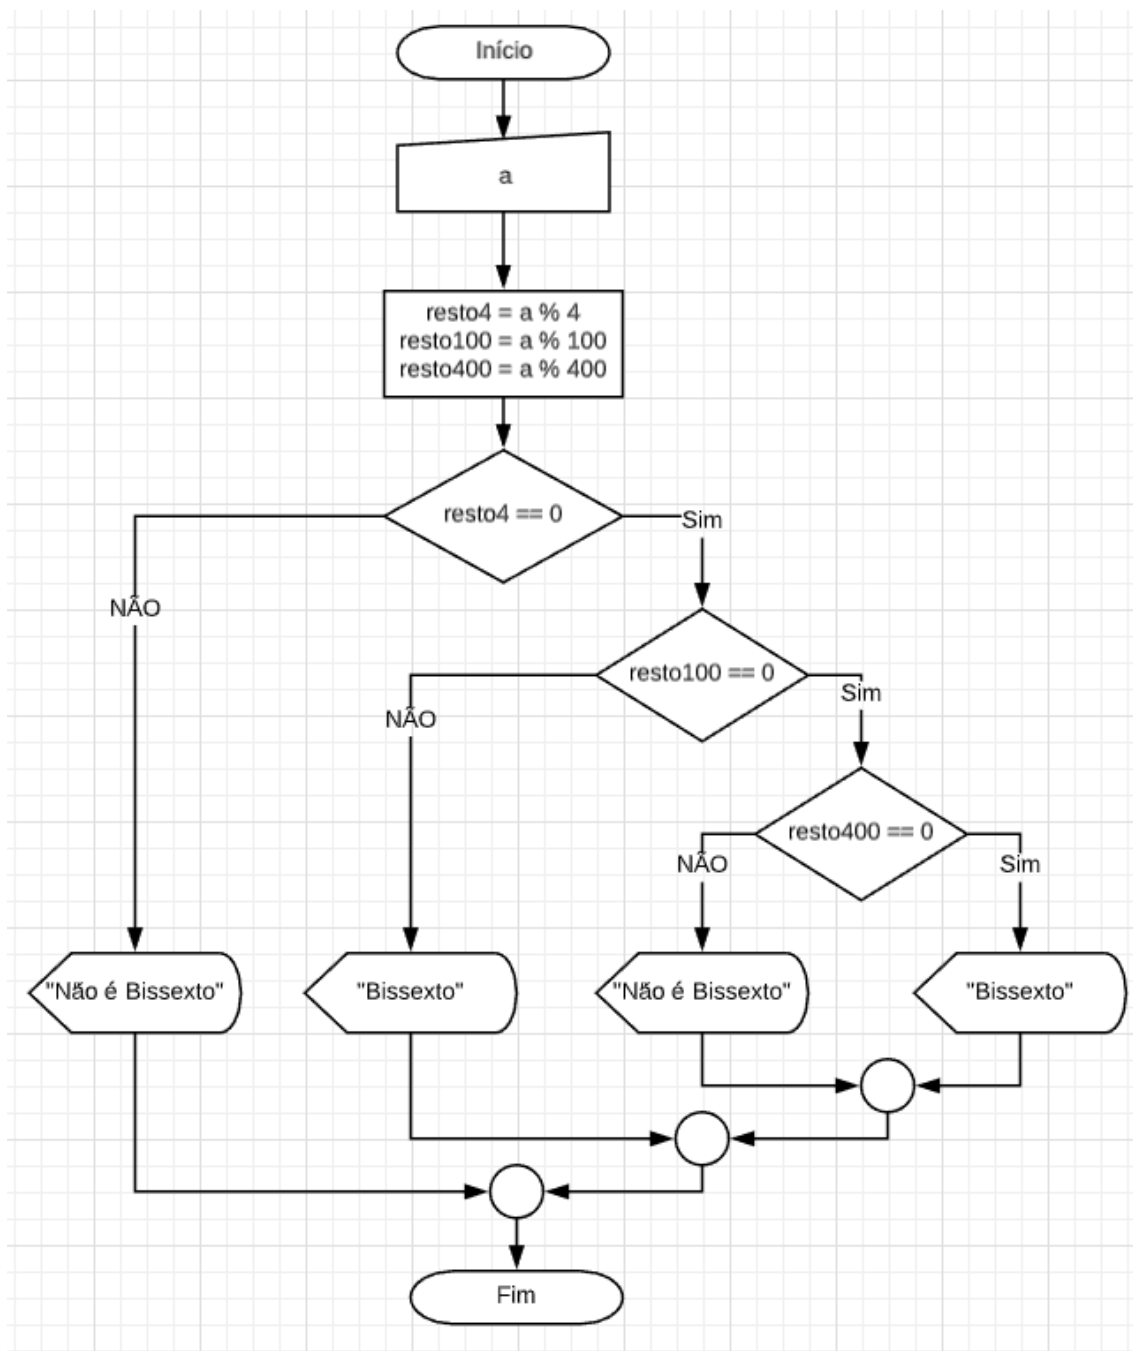 Início
a
resto4 = a % 4
resto100 = a % 100
resto400 = a % 400
resto4 == 0
Sim
NÃO
resto100 == 0
Sim
NÃO
resto400 == 0
NÃO
Sim
"Não é Bissexto"
"Bissexto"
"Não é Bissexto"
"Bissexto"
Fim